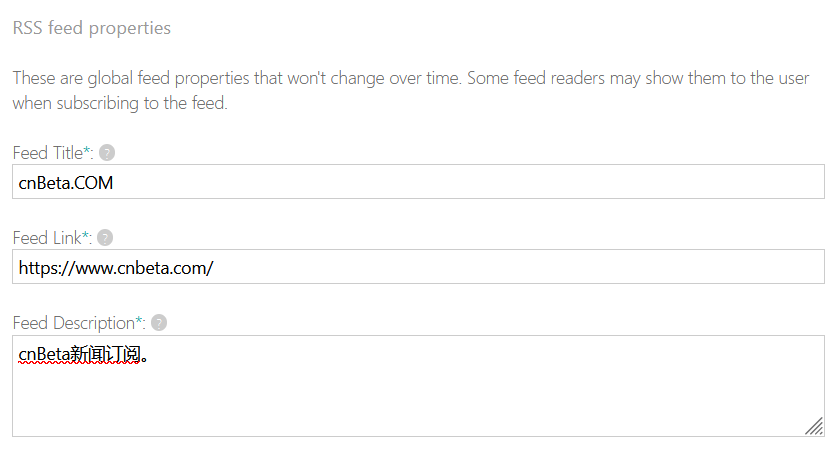 RSS feed properties
These are global feed properties that won't change over time. Some feed readers may show them to the user
when subscribing to the feed.
Feed Title*: ?
cnBeta.COM
Feed Link*: ?
https://www.cnbeta.com/
Feed Description*: ?
cnBeta新闻订阅。